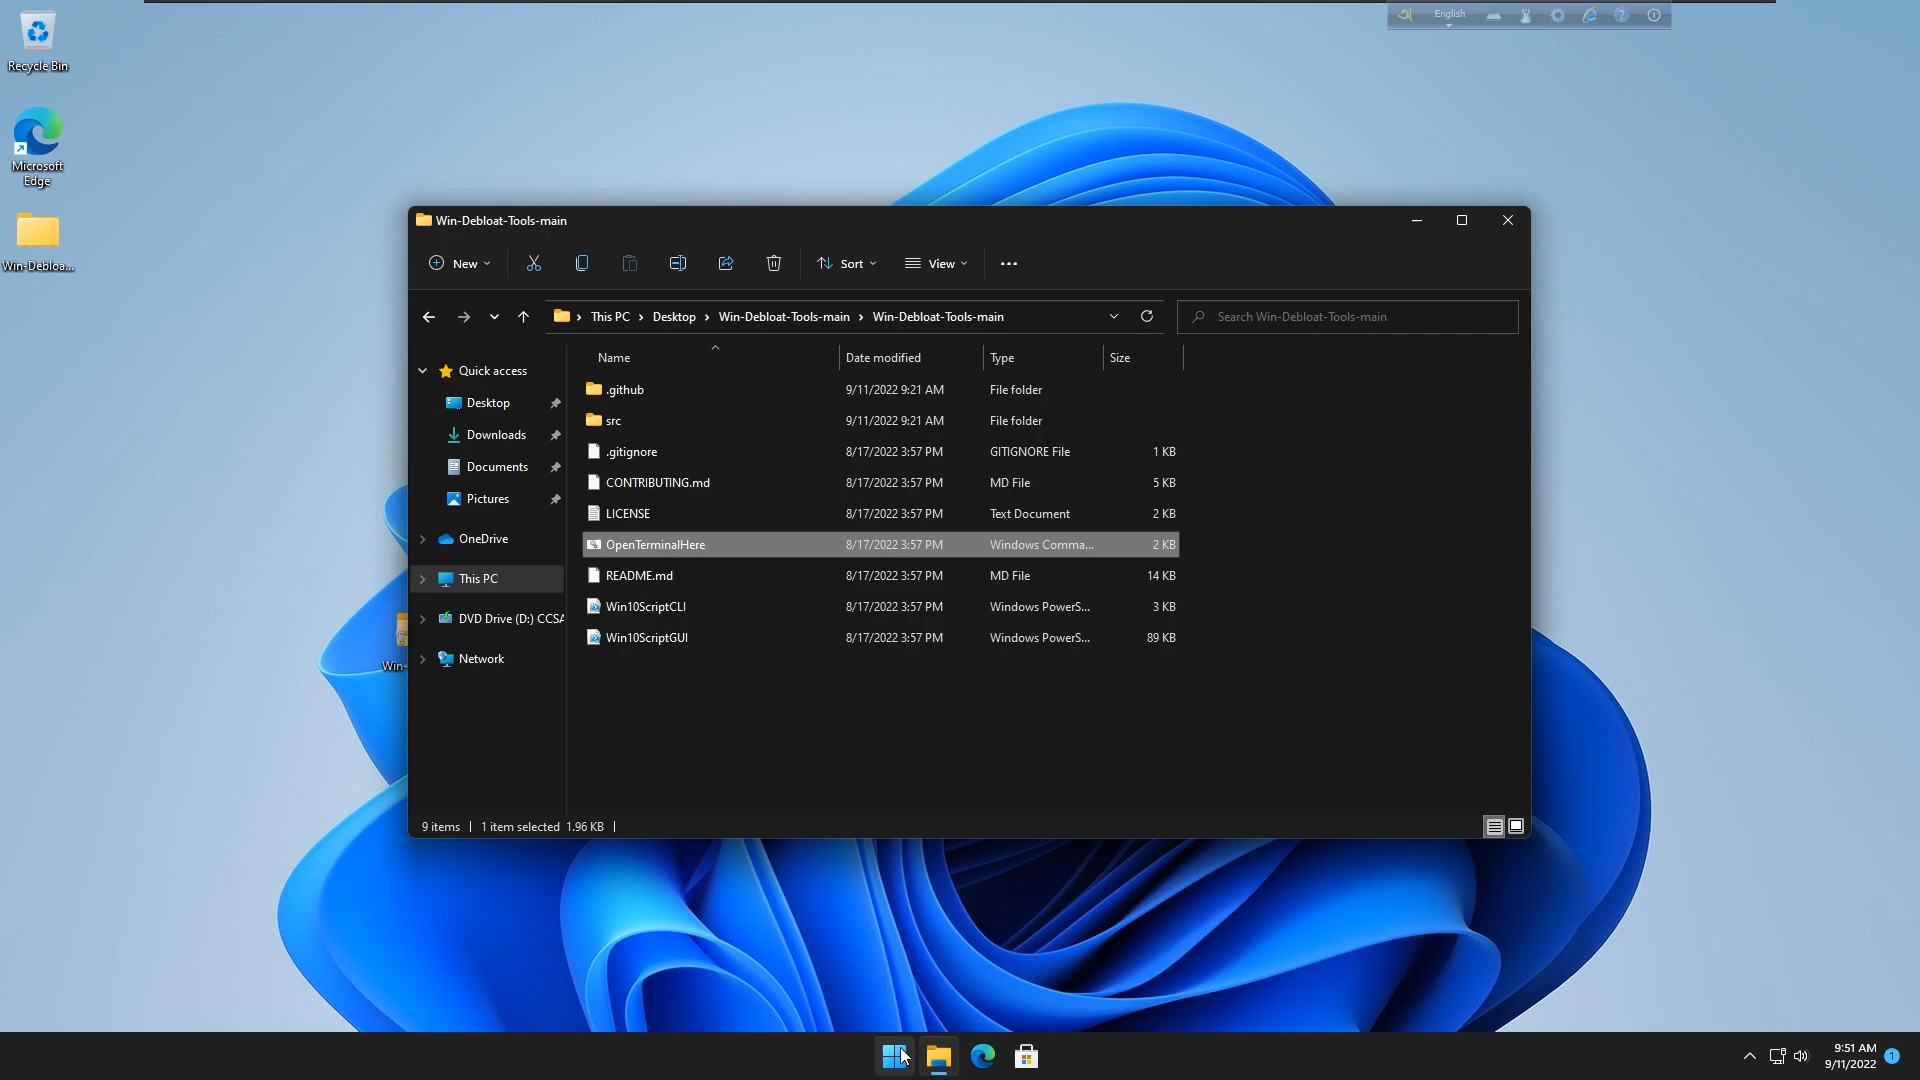 English
Recycle Bin
Microsoft
Edge
Win-Debloa...
Win-Debloat-Tools-main
New
Sort
View
This PC
Desktop
Win-Debloat-Tools-main
Win-Debloat-Tools-main
Search Win-Debloat-Tools-main
Name
Date modified
Type
Size
Quick access
Desktop
Downloads
Documents
Pictures
OneDrive
This PC
DVD Drive (D:) CCSA
Network
.github 9/11/2022 9:21 AM File folder
src 9/11/2022 9:21 AM File folder
.gitignore 8/17/2022 3:57 PM GITIGNORE File 1 KB
CONTRIBUTING.md 8/17/2022 3:57 PM MD File 5 KB
LICENSE 8/17/2022 3:57 PM Text Document 2 KB
OpenTerminalHere 8/17/2022 3:57 PM Windows Comma... 2 KB
README.md 8/17/2022 3:57 PM MD File 14 KB
Win10ScriptCLI 8/17/2022 3:57 PM Windows PowerS... 3 KB
Win10ScriptGUI 8/17/2022 3:57 PM Windows PowerS... 89 KB
Win-
9 items
1 item selected 1.96 KB
9:51 AM
9/11/2022
1